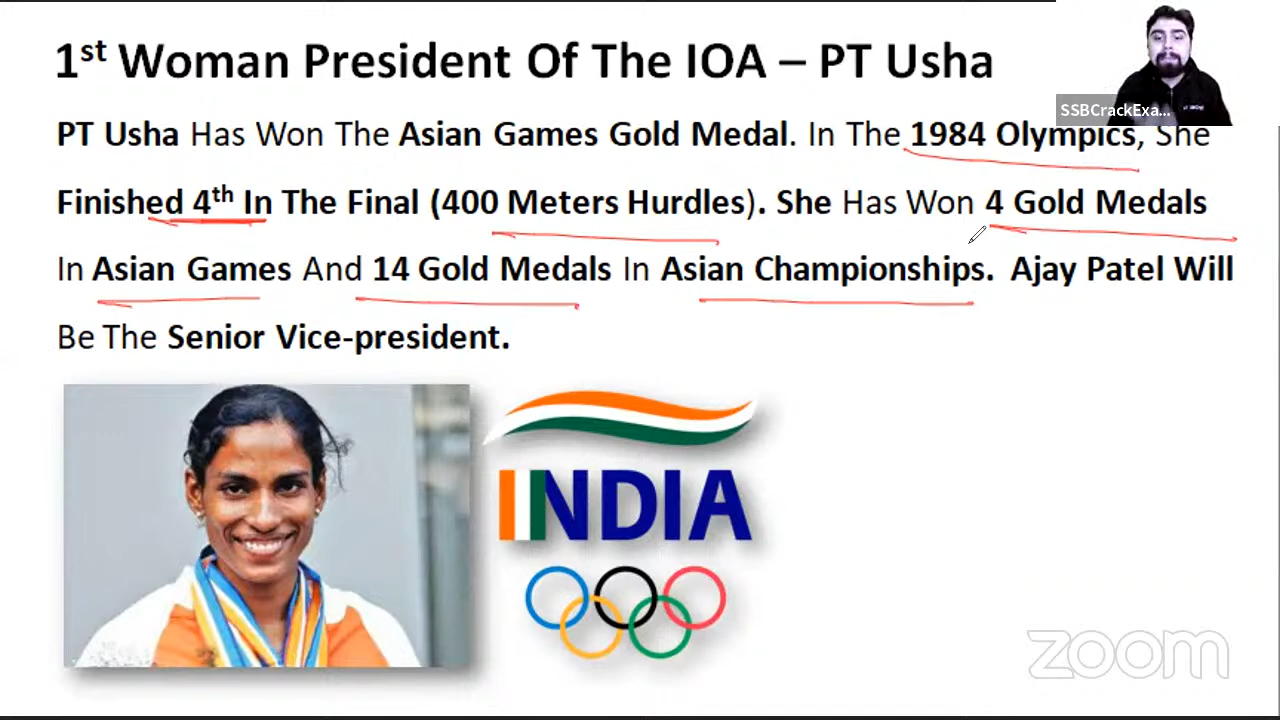 1st Woman President Of The IOA – PT Usha
SSBCrackExa...
PT Usha Has Won The Asian Games Gold Medal. In The 1984 Olympics, She
Finished 4th In The Final (400 Meters Hurdles). She Has Won 4 Gold Medals
In Asian Games And 14 Gold Medals In Asian Championships. Ajay Patel Will
Be The Senior Vice-president.
INDIA
zoom